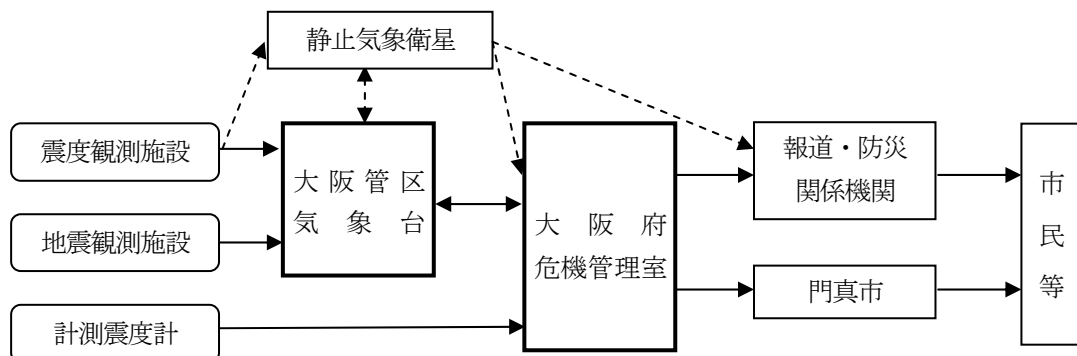 静止気象衛星
震度観測施設
地震観測施設
計測震度計
大阪管区
気象台
大阪府
危機管理室
報道・防災
関係機関
門真市
市
民
等